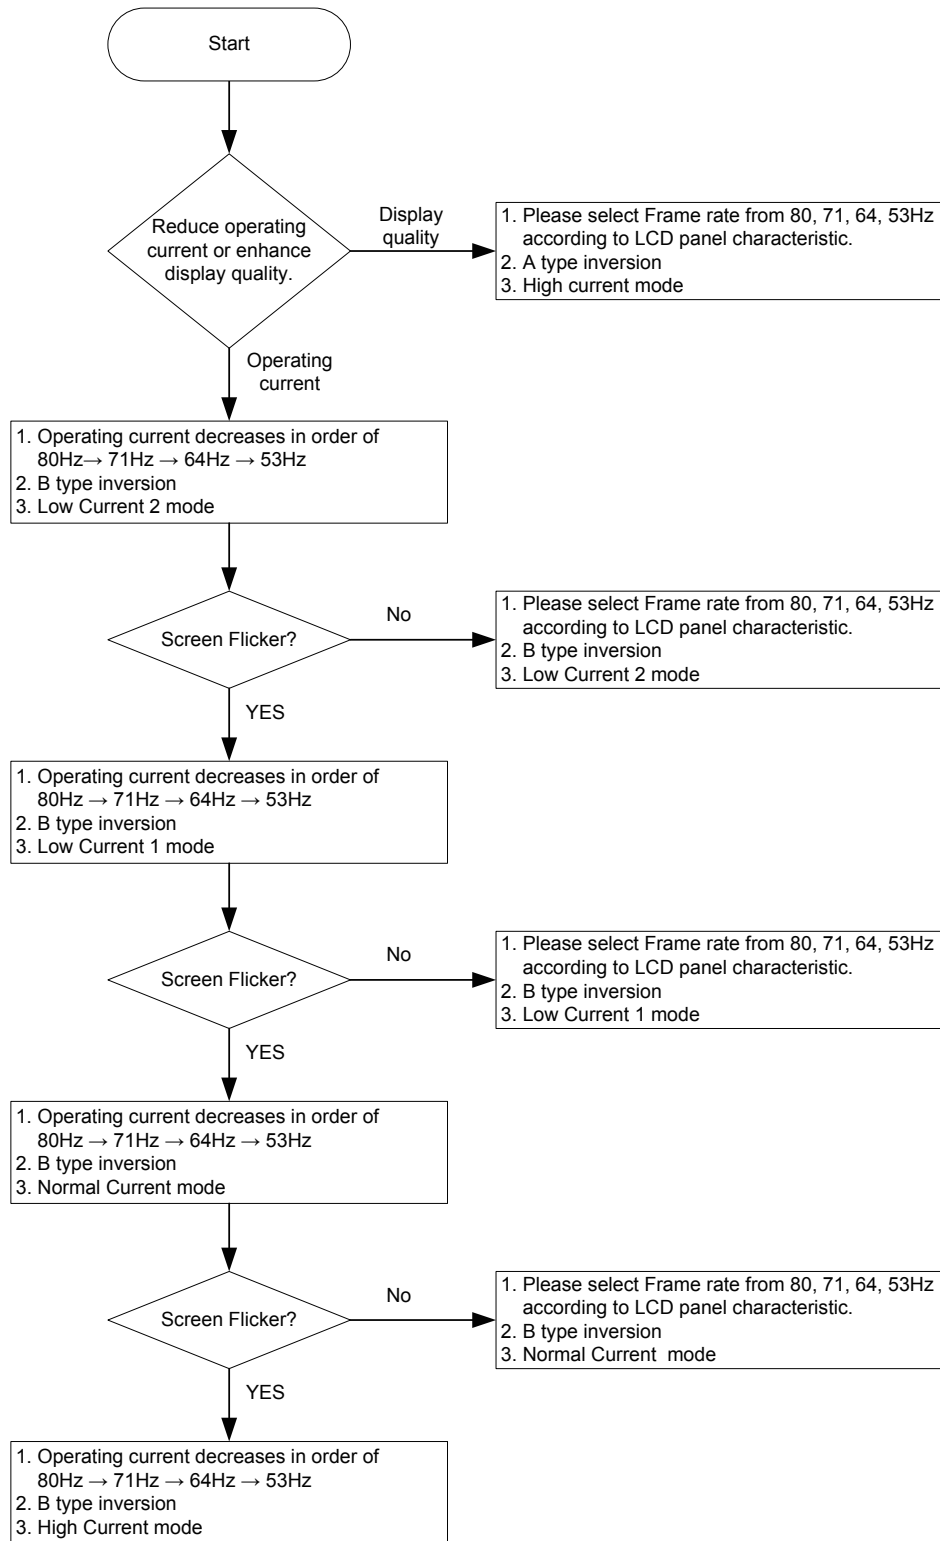 Start
Reduce operating
current or enhance
display quality.
Display
quality
1. Please select Frame rate from 80, 71, 64, 53Hz
according to LCD panel characteristic.
2. A type inversion
3. High current mode
Operating
current
1. Operating current decreases in order of
80Hz→ 71Hz → 64Hz → 53Hz
2. B type inversion
3. Low Current 2 mode
Screen Flicker?
No
1. Please select Frame rate from 80, 71, 64, 53Hz
according to LCD panel characteristic.
2. B type inversion
3. Low Current 2 mode
YES
1. Operating current decreases in order of
80Hz → 71Hz → 64Hz → 53Hz
2. B type inversion
3. Low Current 1 mode
Screen Flicker?
No
1. Please select Frame rate from 80, 71, 64, 53Hz
according to LCD panel characteristic.
2. B type inversion
3. Low Current 1 mode
YES
1. Operating current decreases in order of
80Hz → 71Hz → 64Hz → 53Hz
2. B type inversion
3. Normal Current mode
Screen Flicker?
No
1. Please select Frame rate from 80, 71, 64, 53Hz
according to LCD panel characteristic.
2. B type inversion
3. Normal Current  mode
YES
1. Operating current decreases in order of
80Hz → 71Hz → 64Hz → 53Hz
2. B type inversion
3. High Current mode